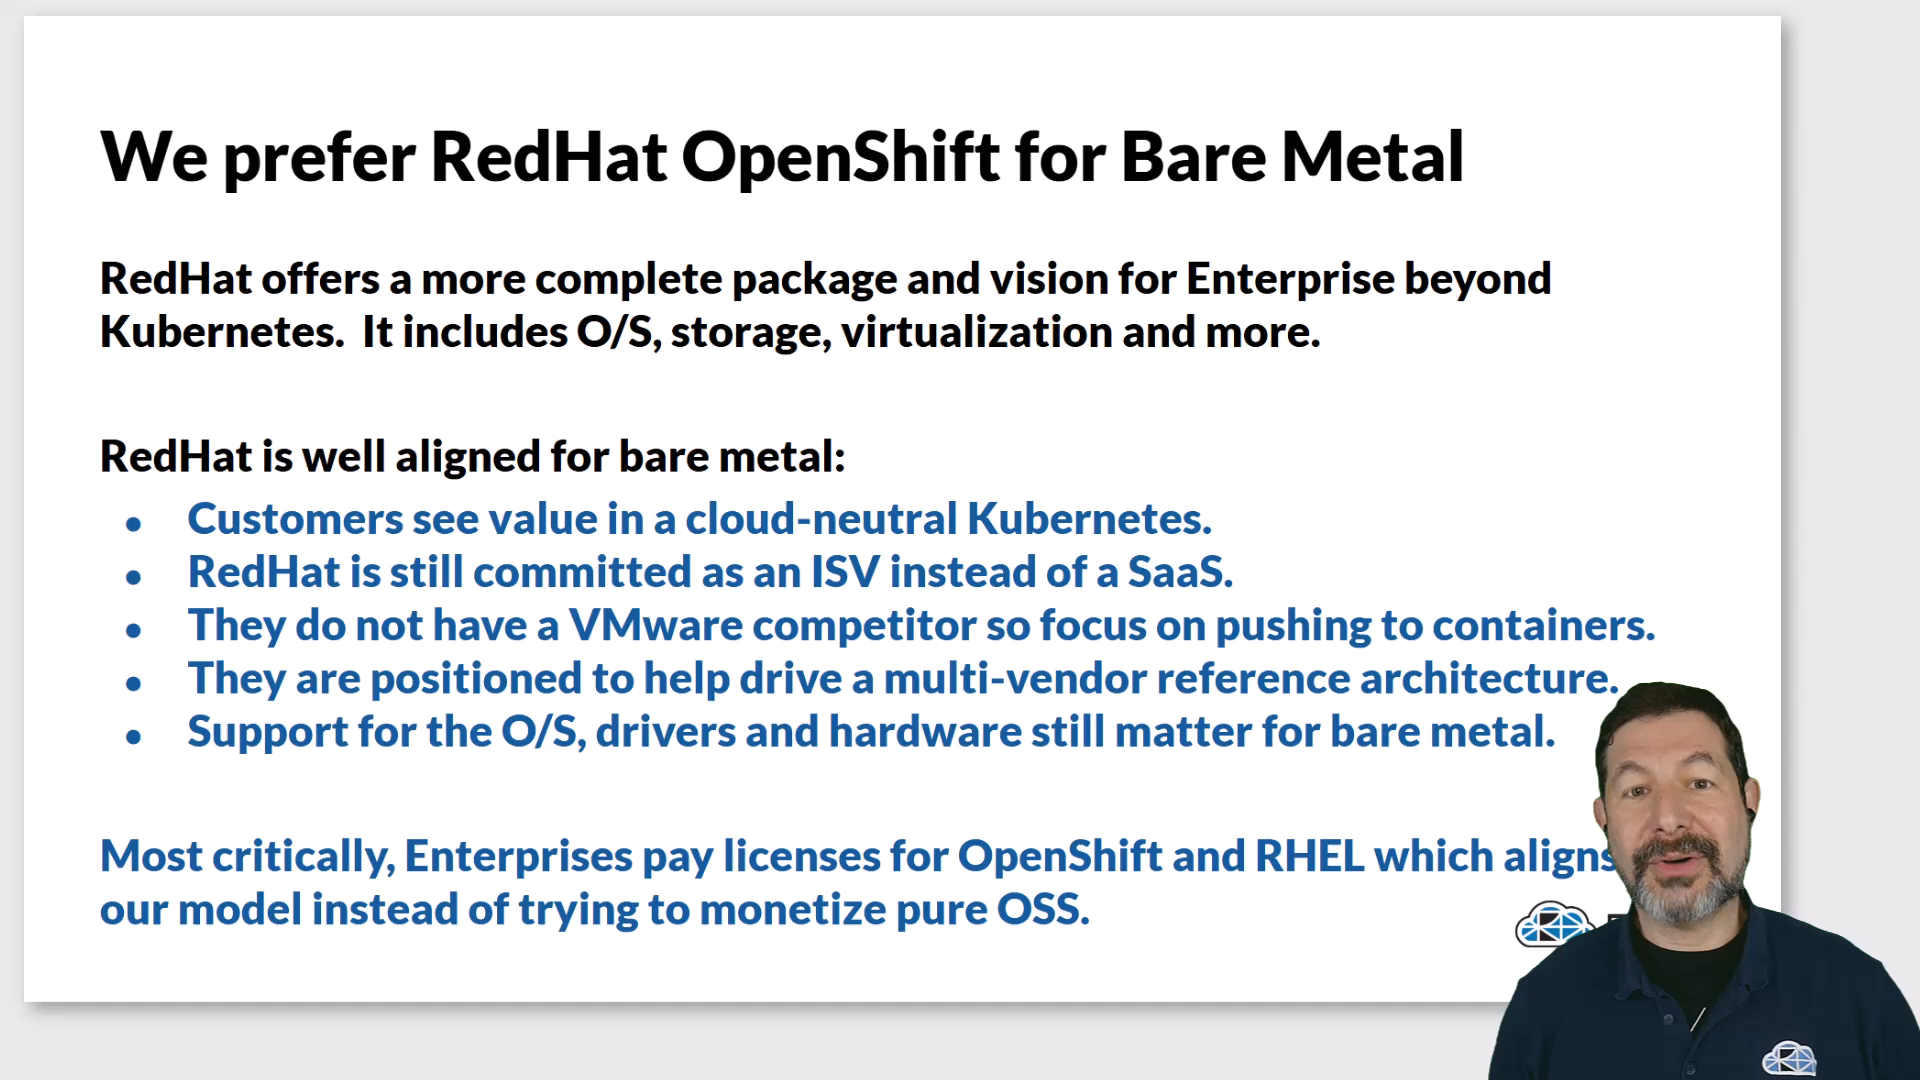 We prefer RedHat OpenShift for Bare Metal
RedHat offers a more complete package and vision for Enterprise beyond
Kubernetes. It includes O/S, storage, virtualization and more.
RedHat is well aligned for bare metal:
• Customers see value in a cloud-neutral Kubernetes.
• RedHat is still committed as an ISV instead of a SaaS.
• They do not have a VMware competitor so focus on pushing to containers.
• They are positioned to help drive a multi-vendor reference architecture.
• Support for the O/S, drivers and hardware still matter for bare metal.
Most critically, Enterprises pay licenses for OpenShift and RHEL which aligns
our model instead of trying to monetize pure OSS.